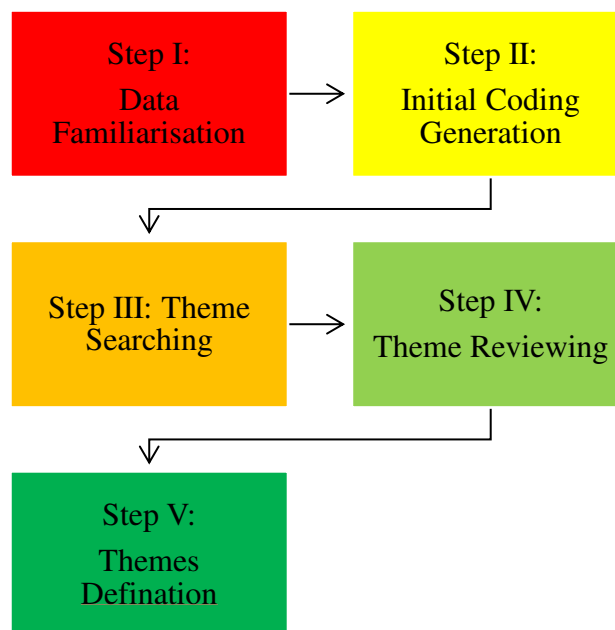 Step I:
Data
Familiarisation
Step II:
Initial Coding
Generation
Step III: Theme
Searching
Step IV:
Theme Reviewing
Step V:
Themes
Defination